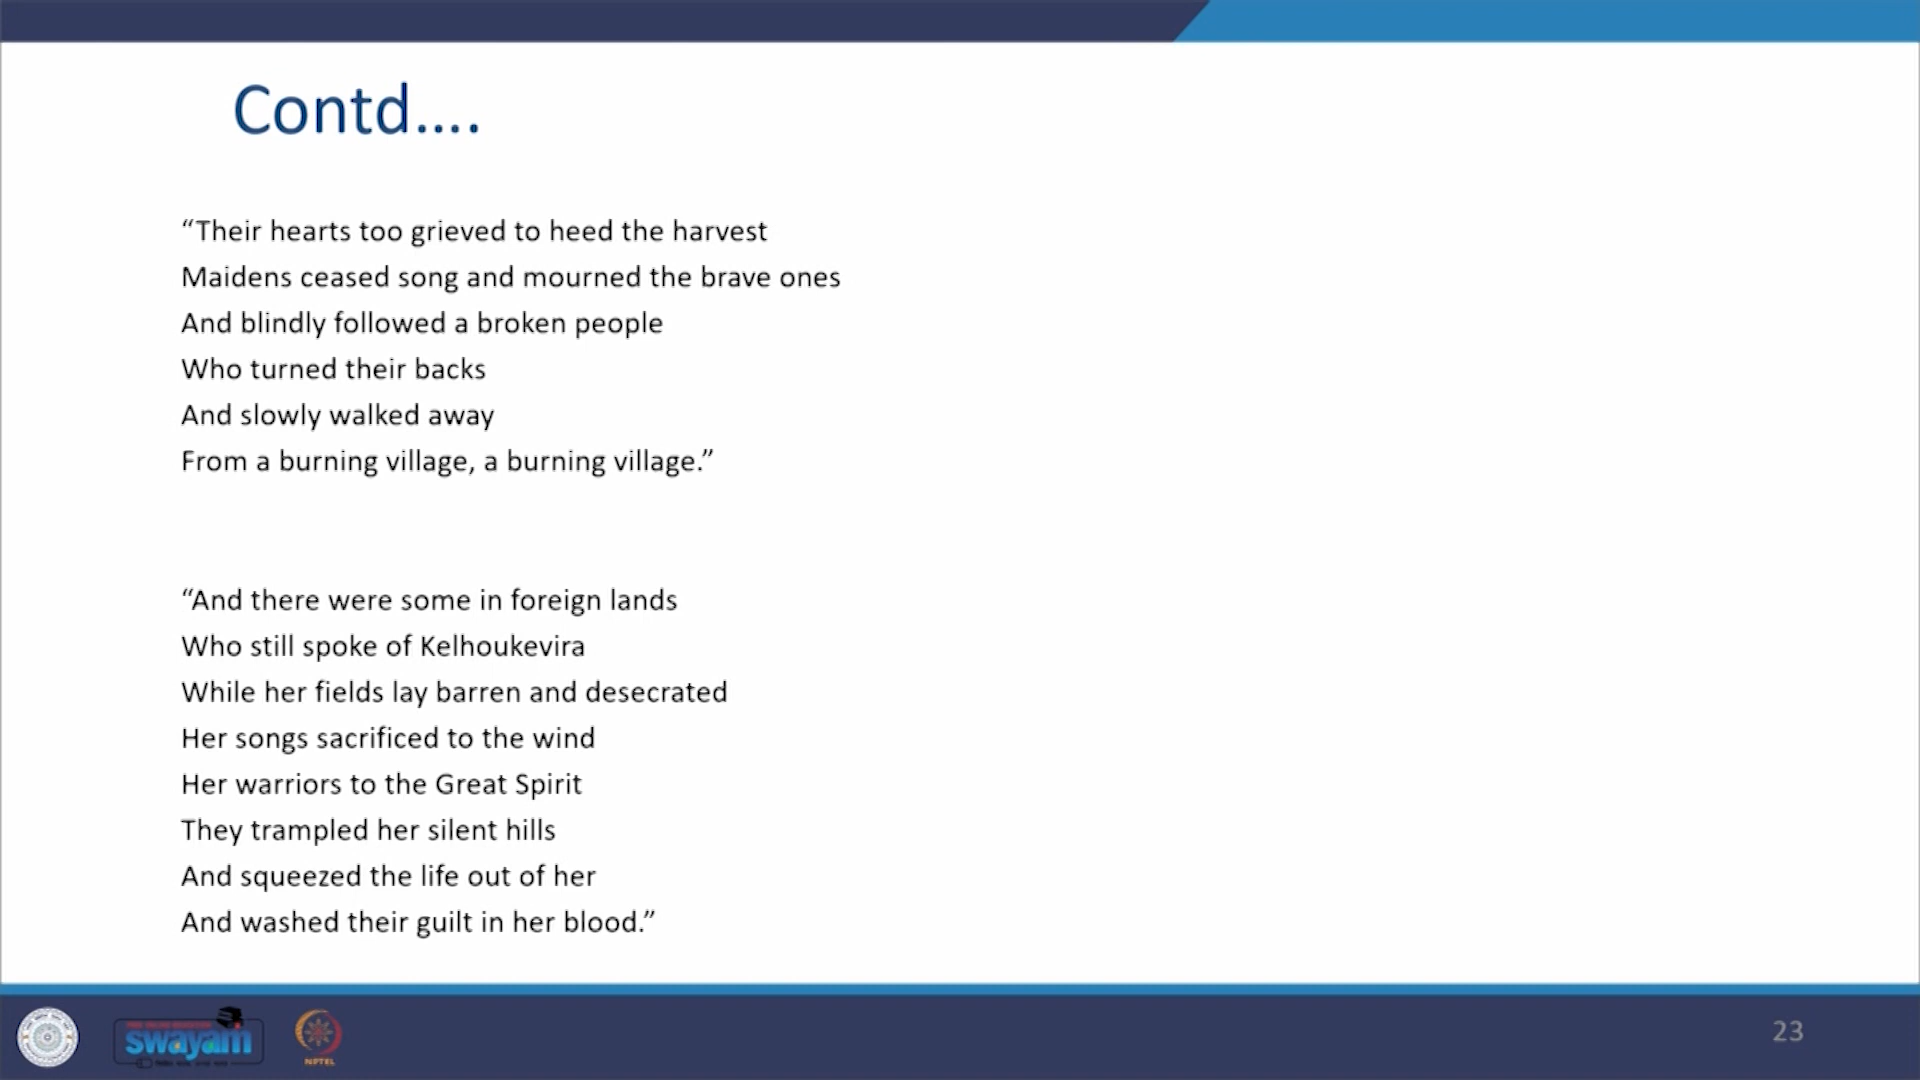 Contd....
“Their hearts too grieved to heed the harvest
Maidens ceased song and mourned the brave ones
And blindly followed a broken people
Who turned their backs
And slowly walked away
From a burning village, a burning village.”
“And there were some in foreign lands
Who still spoke of Kelhoukevira
While her fields lay barren and desecrated
Her songs sacrificed to the wind
Her warriors to the Great Spirit
They trampled her silent hills
And squeezed the life out of her
And washed their guilt in her blood.”
swayam
NPTEL
23